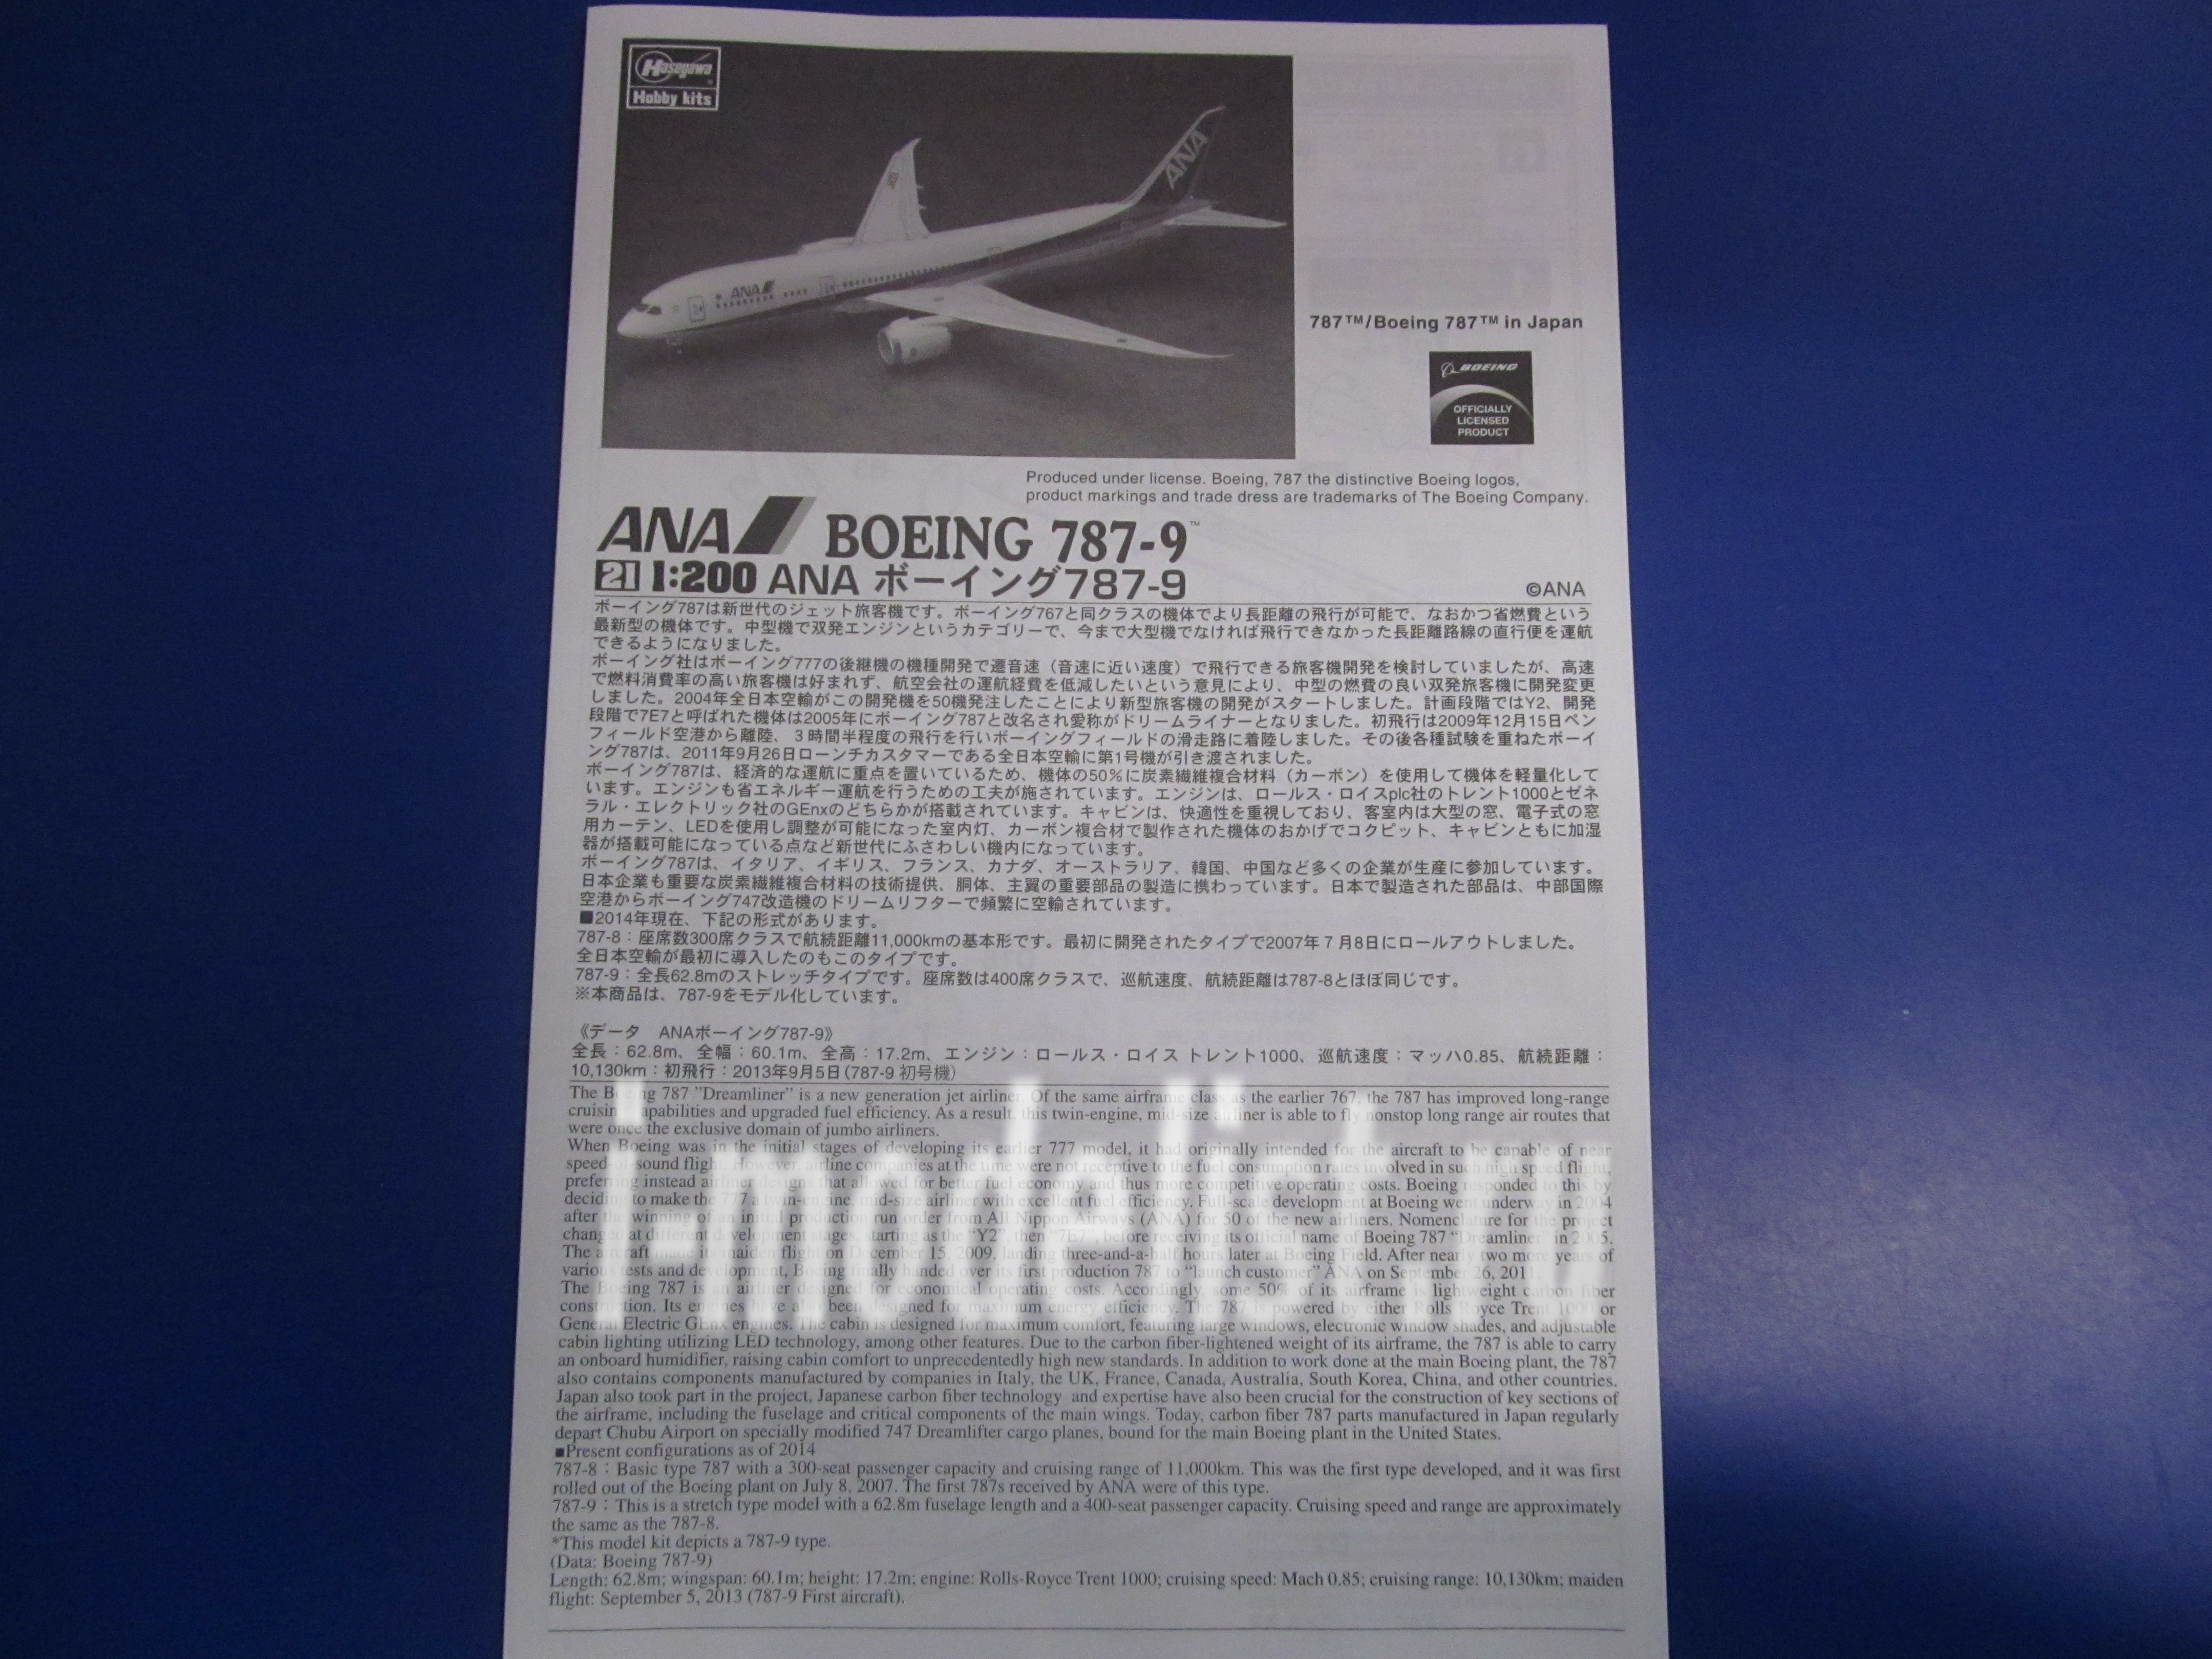 Hasegawa
Hobby kits
ANA
ANA
787™/Boeing 787™ in Japan
BOEING
OFFICIALLY
LICENSED
PRODUCT
Produced under license. Boeing, 787 the distinctive Boeing logos,
product markings and trade dress are trademarks of The Boeing Company.
ANA BOEING 787-9™
21 1:200 ANA ボーイング787-9
©ANA
ボーイング787は新世代のジェット旅客機です。ボーイング767と同クラスの機体でより長距離の飛行が可能で、なおかつ省燃費という
最新型の機体です。中型機で双発エンジンというカテゴリーで、今まで大型機でなければ飛行できなかった長距離路線の直行便を運航
できるようになりました。
ボーイング社はボーイング777の後継機の機種開発で遷音速（音速に近い速度）で飛行できる旅客機開発を検討していましたが、高速
で燃料消費率の高い旅客機は好まれず、航空会社の運航経費を低減したいという意見により、中型の燃費の良い双発旅客機に開発変更
しました。2004年全日本空輸がこの開発機を50機発注したことにより新型旅客機の開発がスタートしました。計画段階ではY2、開発
段階で7E7と呼ばれた機体は2005年にボーイング787と改名され愛称がドリームライナーとなりました。初飛行は2009年12月15日ペン
フィールド空港から離陸、３時間半程度の飛行を行いボーイングフィールドの滑走路に着陸しました。その後各種試験を重ねたボーイ
ング787は、2011年9月26日ローンチカスタマーである全日本空輸に第1号機が引き渡されました。
ボーイング787は、経済的な運航に重点を置いているため、機体の50％に炭素繊維複合材料（カーボン）を使用して機体を軽量化して
います。エンジンも省エネルギー運航を行うための工夫が施されています。エンジンは、ロールス・ロイスplc社のトレント1000とゼネ
ラル・エレクトリック社のGEnxのどちらかが搭載されています。キャビンは、快適性を重視しており、客室内は大型の窓、電子式の窓
用カーテン、LEDを使用し調整が可能になった室内灯、カーボン複合材で製作された機体のおかげでコクピット、キャビンともに加湿
器が搭載可能になっている点など新世代にふさわしい機内になっています。
ボーイング787は、イタリア、イギリス、フランス、カナダ、オーストラリア、韓国、中国など多くの企業が生産に参加しています。
日本企業も重要な炭素繊維複合材料の技術提供、胴体、主翼の重要部品の製造に携わっています。日本で製造された部品は、中部国際
空港からボーイング747改造機のドリームリフターで頻繁に空輸されています。
■2014年現在、下記の形式があります。
787-8：座席数300席クラスで航続距離11,000kmの基本形です。最初に開発されたタイプで2007年７月8日にロールアウトしました。
全日本空輸が最初に導入したのもこのタイプです。
787-9：全長62.8mのストレッチタイプです。座席数は400席クラスで、巡航速度、航続距離は787-8とほぼ同じです。
※本商品は、787-9をモデル化しています。
《データ　ANAボーイング787-9》
全長：62.8m、全幅：60.1m、全高：17.2m、エンジン：ロールス・ロイス トレント1000、巡航速度：マッハ0.85、航続距離：
10,130km：初飛行：2013年9月5日(787-9 初号機)
The Boeing 787 "Dreamliner" is a new generation jet airliner. Of the same airframe class as the earlier 767, the 787 has improved long-range
cruising capabilities and upgraded fuel efficiency. As a result, this twin-engine, mid-size airliner is able to fly nonstop long range air routes that
were once the exclusive domain of jumbo airliners.
When Boeing was in the initial stages of developing its earlier 777 model, it had originally intended for the aircraft to be capable of near
speed of sound flight. However, airline companies at the time were not receptive to the fuel consumption rates involved in such high speed flight,
preferring instead airliner designs that allowed for better fuel economy and thus more competitive operating costs. Boeing responded to this by
deciding to make the 777 a twin-engine, mid-size airliner with excellent fuel efficiency. Full-scale development at Boeing went underway in 2004
after the winning of an initial production run order from All Nippon Airways (ANA) for 50 of the new airliners. Nomenclature for the project
changed at different development stages, starting as the "Y2", then "7E7", before receiving its official name of Boeing 787 "Dreamliner" in 2005.
The aircraft made its maiden flight on December 15, 2009, landing three-and-a-half hours later at Boeing Field. After nearly two more years of
various tests and development, Boeing finally handed over its first production 787 to "launch customer" ANA on September 26, 2011.
The Boeing 787 is an airliner designed for economical operating costs. Accordingly, some 50% of its airframe is lightweight carbon fiber
construction. Its engines have also been designed for maximum energy efficiency. The 787 is powered by either Rolls Royce Trent 1000 or
General Electric GEnx engines. The cabin is designed for maximum comfort, featuring large windows, electronic window shades, and adjustable
cabin lighting utilizing LED technology, among other features. Due to the carbon fiber-lightened weight of its airframe, the 787 is able to carry
an onboard humidifier, raising cabin comfort to unprecedentedly high new standards. In addition to work done at the main Boeing plant, the 787
also contains components manufactured by companies in Italy, the UK, France, Canada, Australia, South Korea, China, and other countries.
Japan also took part in the project, Japanese carbon fiber technology and expertise have also been crucial for the construction of key sections of
the airframe, including the fuselage and critical components of the main wings. Today, carbon fiber 787 parts manufactured in Japan regularly
depart Chubu Airport on specially modified 747 Dreamlifter cargo planes, bound for the main Boeing plant in the United States.
■Present configurations as of 2014
787-8：Basic type 787 with a 300-seat passenger capacity and cruising range of 11,000km. This was the first type developed, and it was first
rolled out of the Boeing plant on July 8, 2007. The first 787s received by ANA were of this type.
787-9：This is a stretch type model with a 62.8m fuselage length and a 400-seat passenger capacity. Cruising speed and range are approximately
the same as the 787-8.
*This model kit depicts a 787-9 type.
(Data: Boeing 787-9)
Length: 62.8m; wingspan: 60.1m; height: 17.2m; engine: Rolls-Royce Trent 1000; cruising speed: Mach 0.85; cruising range: 10,130km; maiden
flight: September 5, 2013 (787-9 First aircraft).